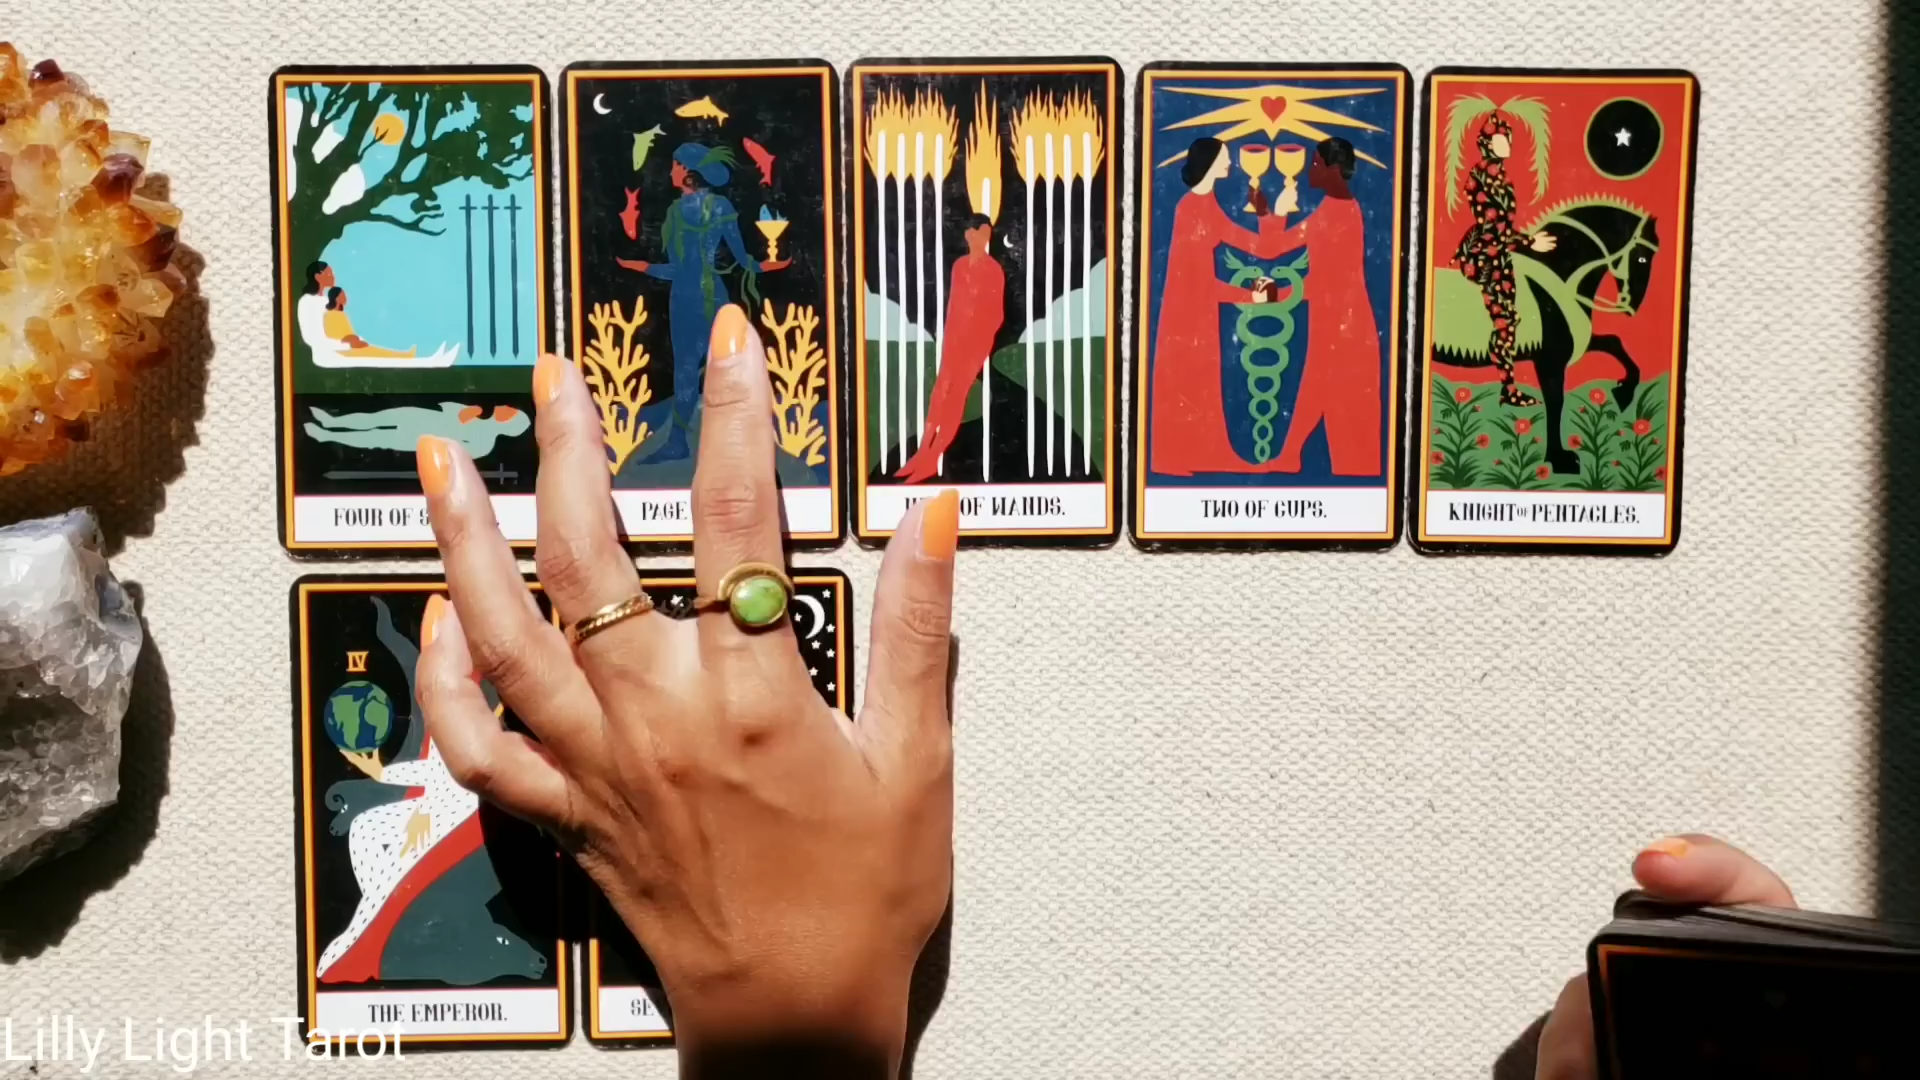 FOUR OF S
PAGE
OF WANDS.
TWO OF CUPS.
KNIGHT OF PENTACLES.
IV
THE EMPEROR.
SE
Lilly Light Tarot